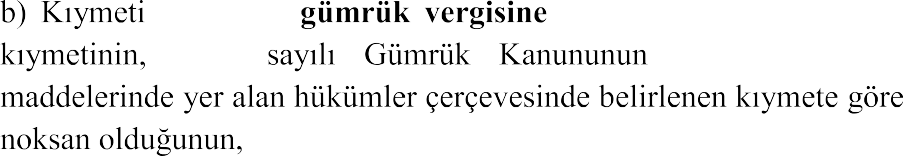 b) Kıymeti gümrük vergisine
kıymetinin, sayılı Gümrük Kanununun
maddelerinde yer alan hükümler çerçevesinde belirlenen kıymete göre
noksan olduğunun,